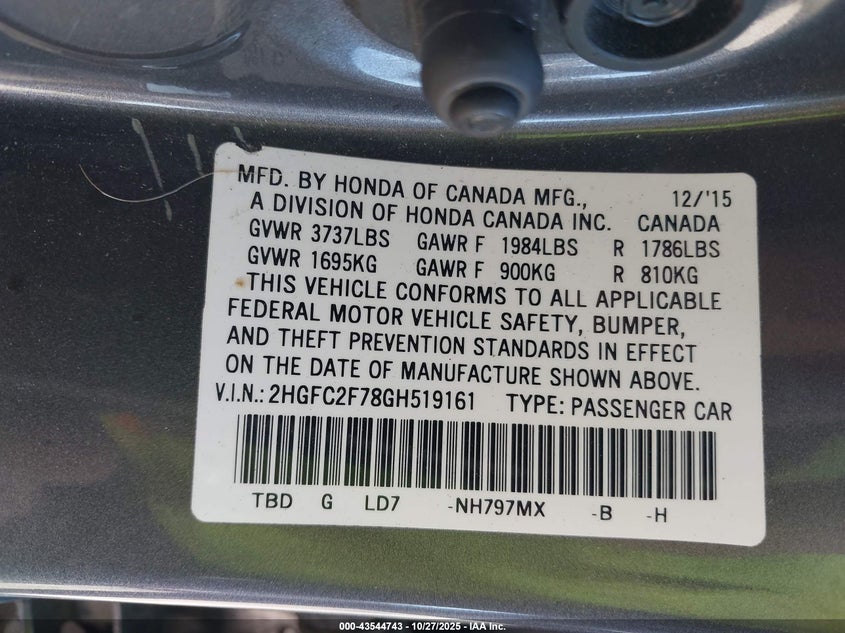 MFD. BY HONDA OF CANADA MFG., 12/'15
A DIVISION OF HONDA CANADA INC. CANADA
GVWR 3737LBS GAWR F 1984LBS R 1786LBS
GVWR 1695KG GAWR F 900KG R 810KG
THIS VEHICLE CONFORMS TO ALL APPLICABLE
FEDERAL MOTOR VEHICLE SAFETY, BUMPER,
AND THEFT PREVENTION STANDARDS IN EFFECT
ON THE DATE OF MANUFACTURE SHOWN ABOVE.
V.I.N.: 2HGFC2F78GH519161 TYPE: PASSENGER CAR
TBD G LD7 -NH797MX -B -H
000-43544743 - 10/27/2025 - IAA Inc.